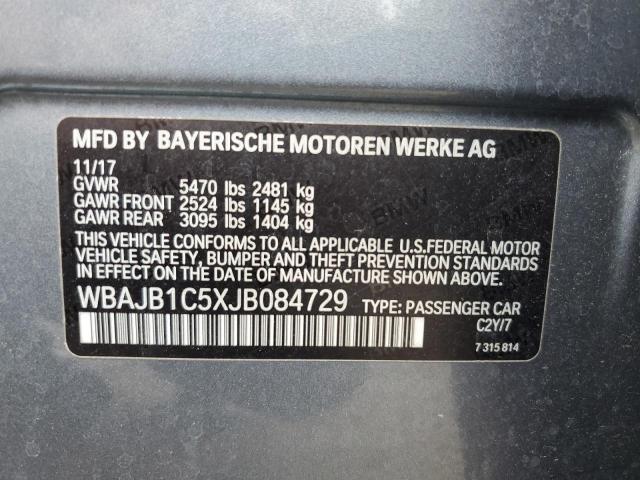 MFD BY BAYERISCHE MOTOREN WERKE AG
11/17
GVWR 5470 lbs 2481 kg
GAWR FRONT 2524 lbs 1145 kg
GAWR REAR 3095 lbs 1404 kg
THIS VEHICLE CONFORMS TO ALL APPLICABLE U.S.FEDERAL MOTOR
VEHICLE SAFETY, BUMPER AND THEFT PREVENTION STANDARDS
IN EFFECT ON THE DATE OF MANUFACTURE SHOWN ABOVE.
WBAJB1C5XJB084729 TYPE: PASSENGER CAR
C2Y/7
7 315 814